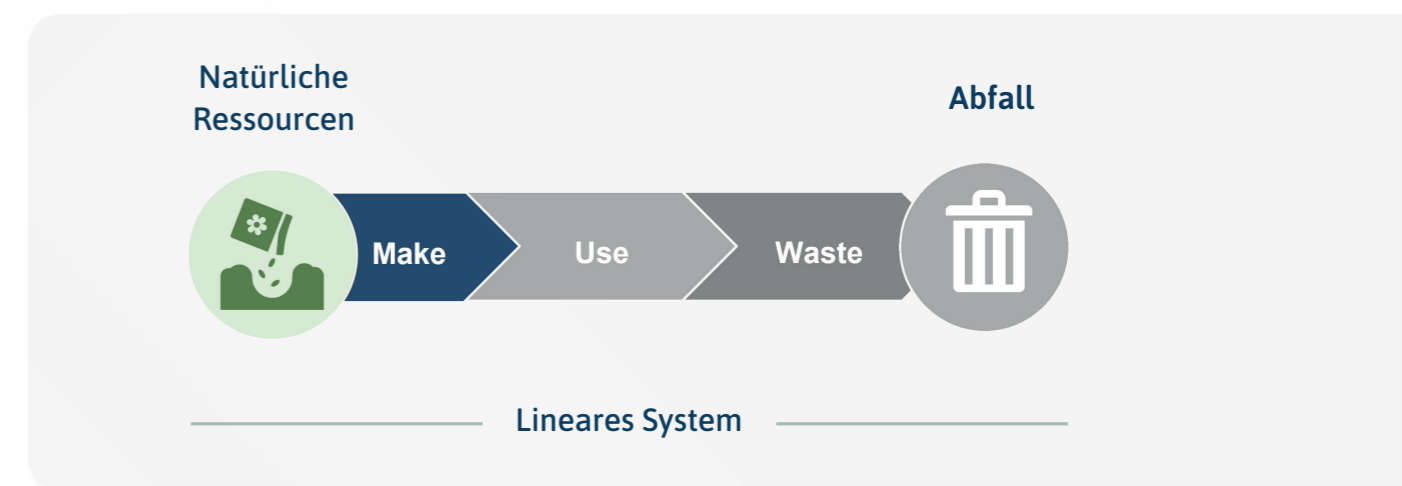 Natürliche
Ressourcen
Abfall
Make
Use
Waste
Lineares System